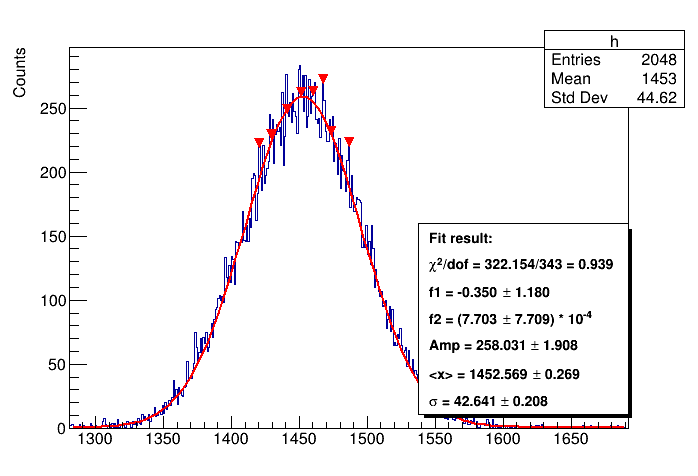 h
Entries 2048
Mean 1453
Std Dev 44.62
Counts
250
200
150
100
50
0
Fit result:
χ²/dof = 322.154/343 = 0.939
f1 = -0.350 ± 1.180
f2 = (7.703 ± 7.709) * 10⁻⁴
Amp = 258.031 ± 1.908
<x> = 1452.569 ± 0.269
σ = 42.641 ± 0.208
1300 1350 1400 1450 1500 1550 1600 1650